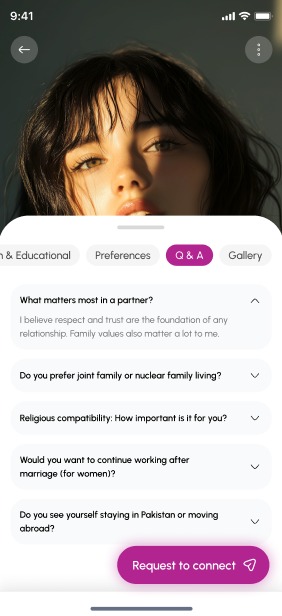 9:41
n & Educational
Preferences
Q & A
Gallery
What matters most in a partner?
I believe respect and trust are the foundation of any
relationship. Family values also matter a lot to me.
Do you prefer joint family or nuclear family living?
Religious compatibility: How important is it for you?
Would you want to continue working after
marriage (for women)?
Do you see yourself staying in Pakistan or moving
abroad?
Request to connect